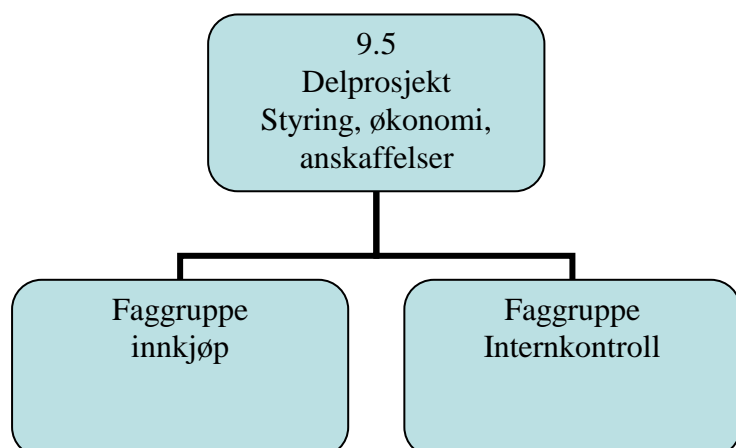 9.5
Delprosjekt
Styring, økonomi,
anskaffelser
Faggruppe
innkjøp
Faggruppe
Internkontroll